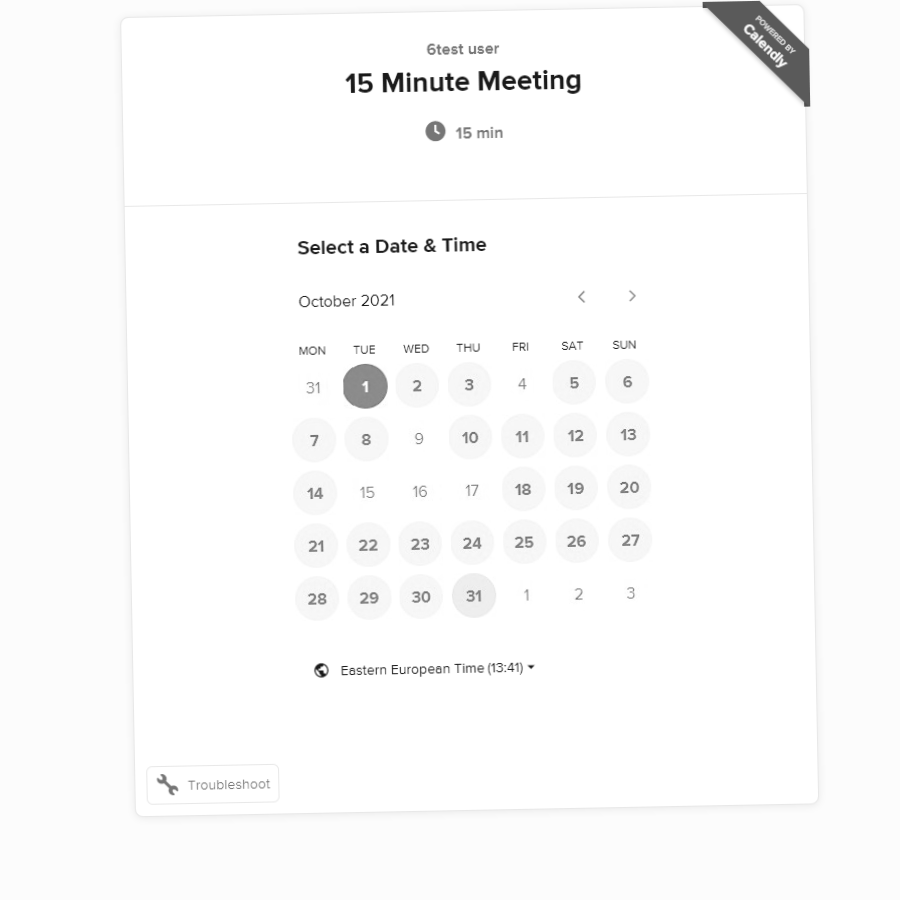 POWERED BY
Calendly
6test user
15 Minute Meeting
15 min
Select a Date & Time
October 2021
MON TUE WED THU FRI SAT SUN
31 1 2 3 4 5 6
7 8 9 10 11 12 13
14 15 16 17 18 19 20
21 22 23 24 25 26 27
28 29 30 31 1 2 3
Eastern European Time (13:41)
Troubleshoot